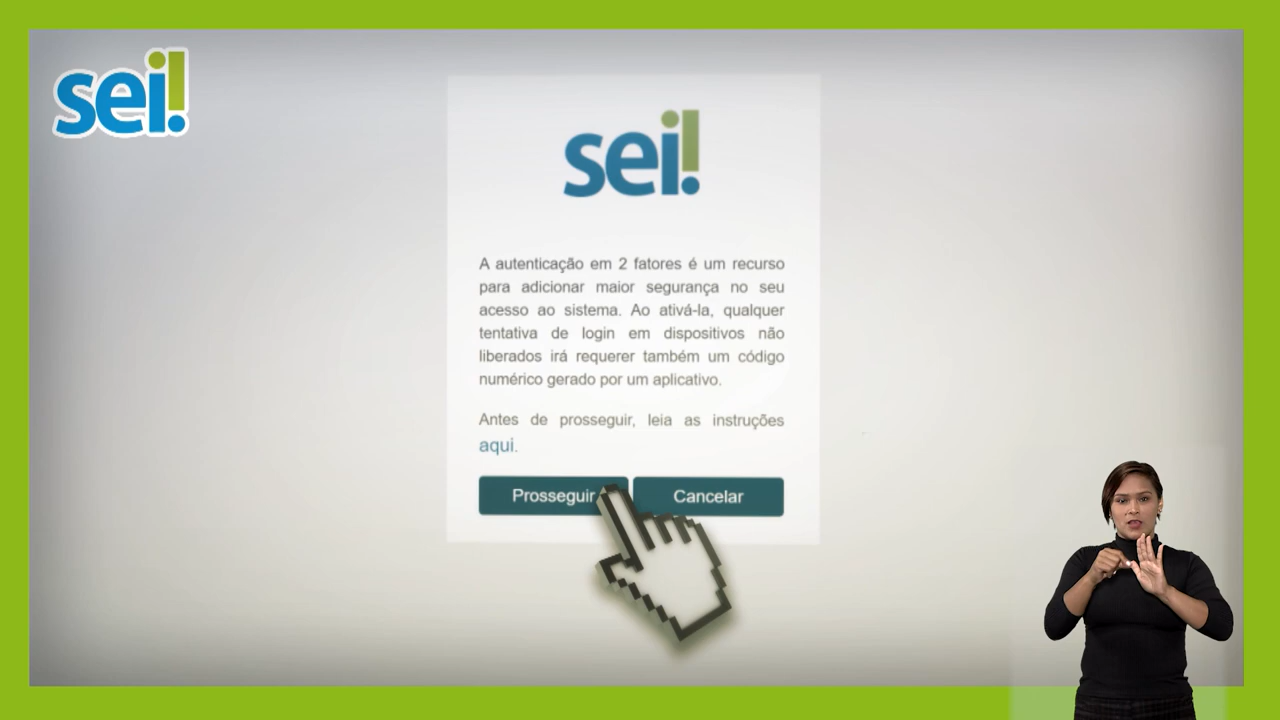 sei!
sei!
A autenticação em 2 fatores é um recurso
para adicionar maior segurança no seu
acesso ao sistema. Ao ativá-la, qualquer
tentativa de login em dispositivos não
liberados irá requerer também um código
numérico gerado por um aplicativo.
Antes de prosseguir, leia as instruções
aqui.
Prosseguir
Cancelar